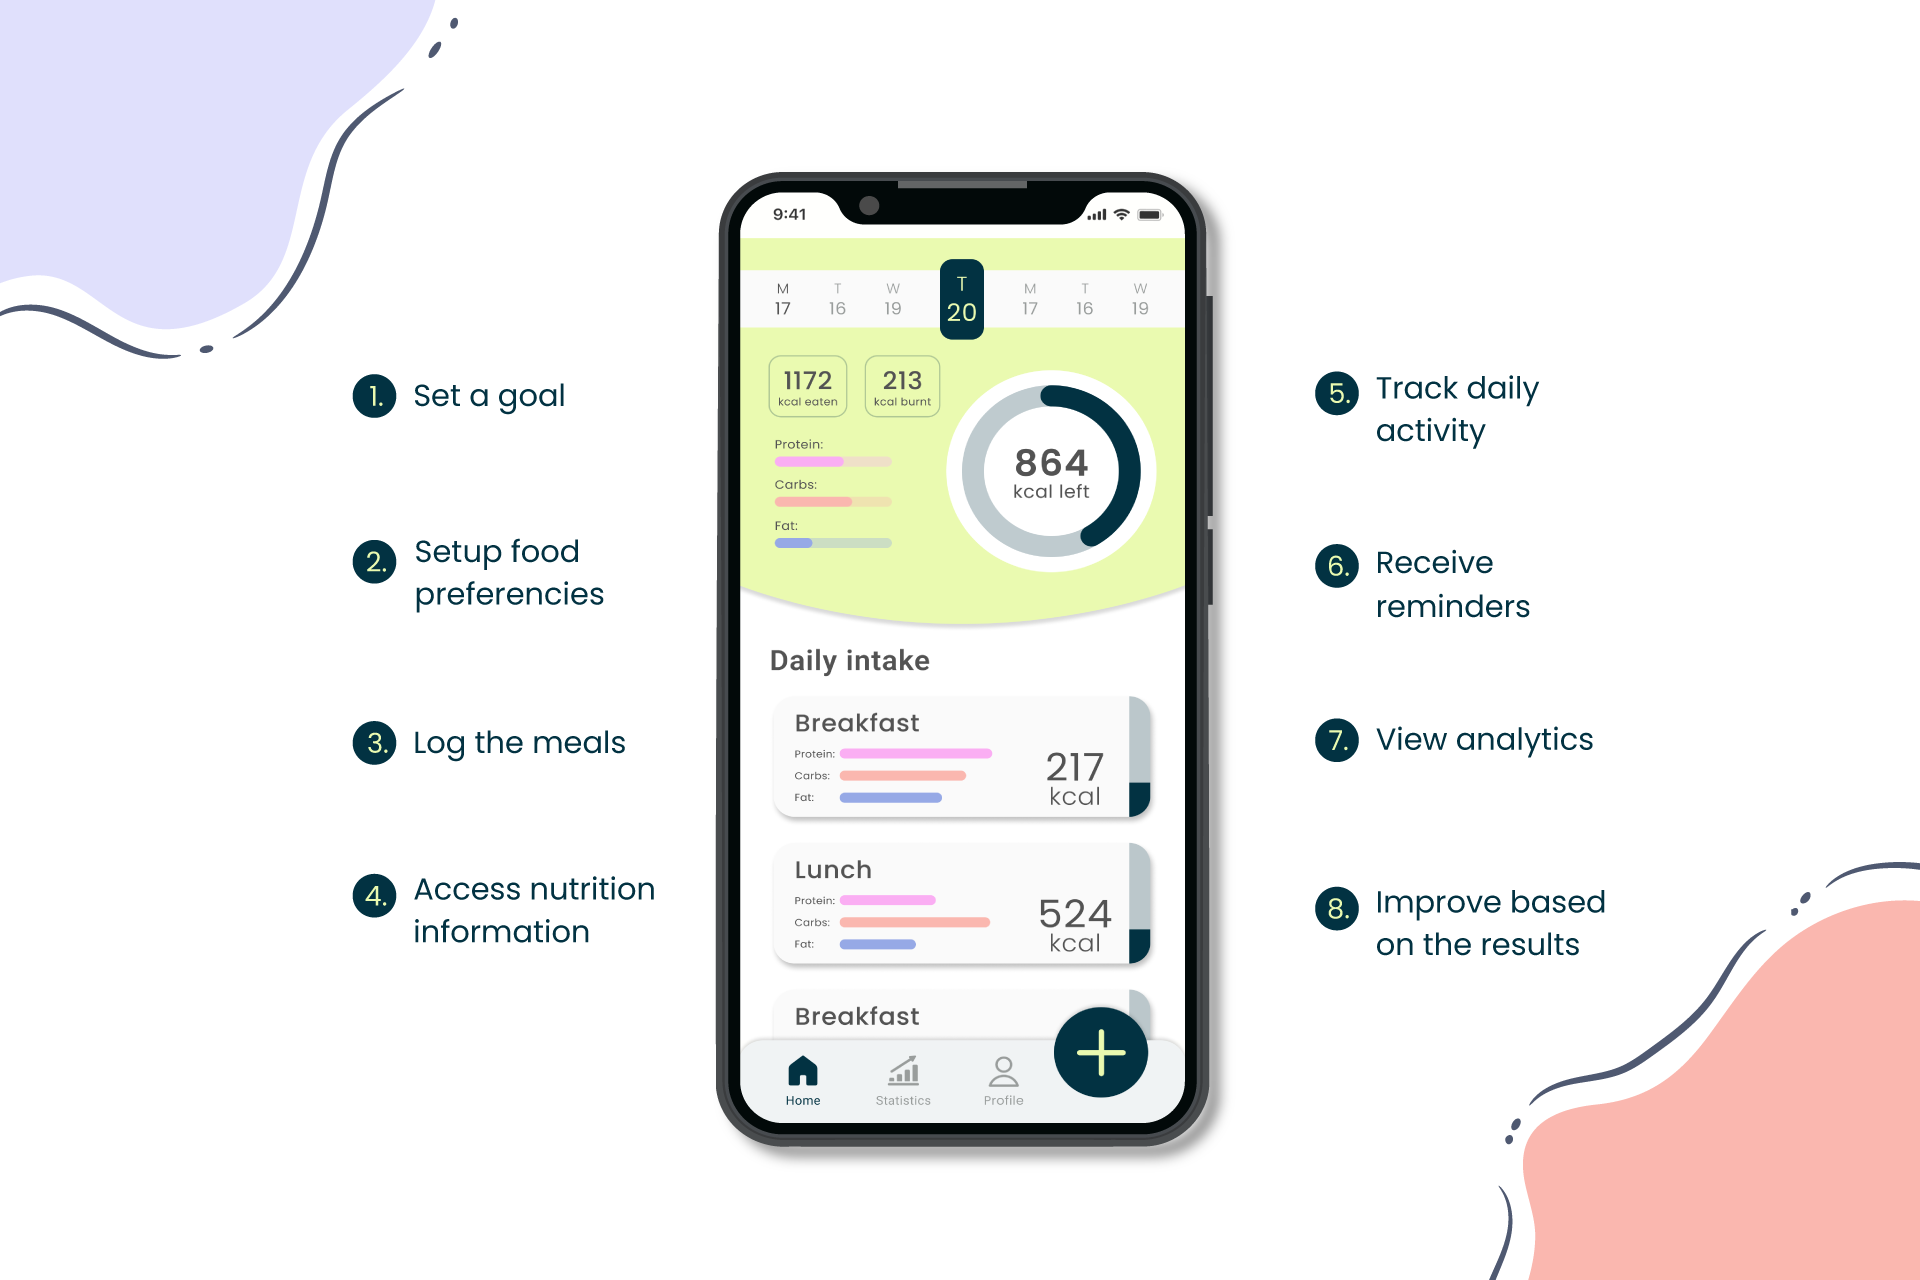 1. Set a goal
2. Setup food
preferencies
3. Log the meals
4. Access nutrition
information
9:41
M T W T M T W
17 16 19 20 17 16 19
1172 213
kcal eaten kcal burnt
Protein:
Carbs:
Fat:
864
kcal left
Daily intake
Breakfast
Protein:
Carbs:
Fat:
217
kcal
Lunch
Protein:
Carbs:
Fat:
524
kcal
Breakfast
Home Statistics Profile
5. Track daily
activity
6. Receive
reminders
7. View analytics
8. Improve based
on the results